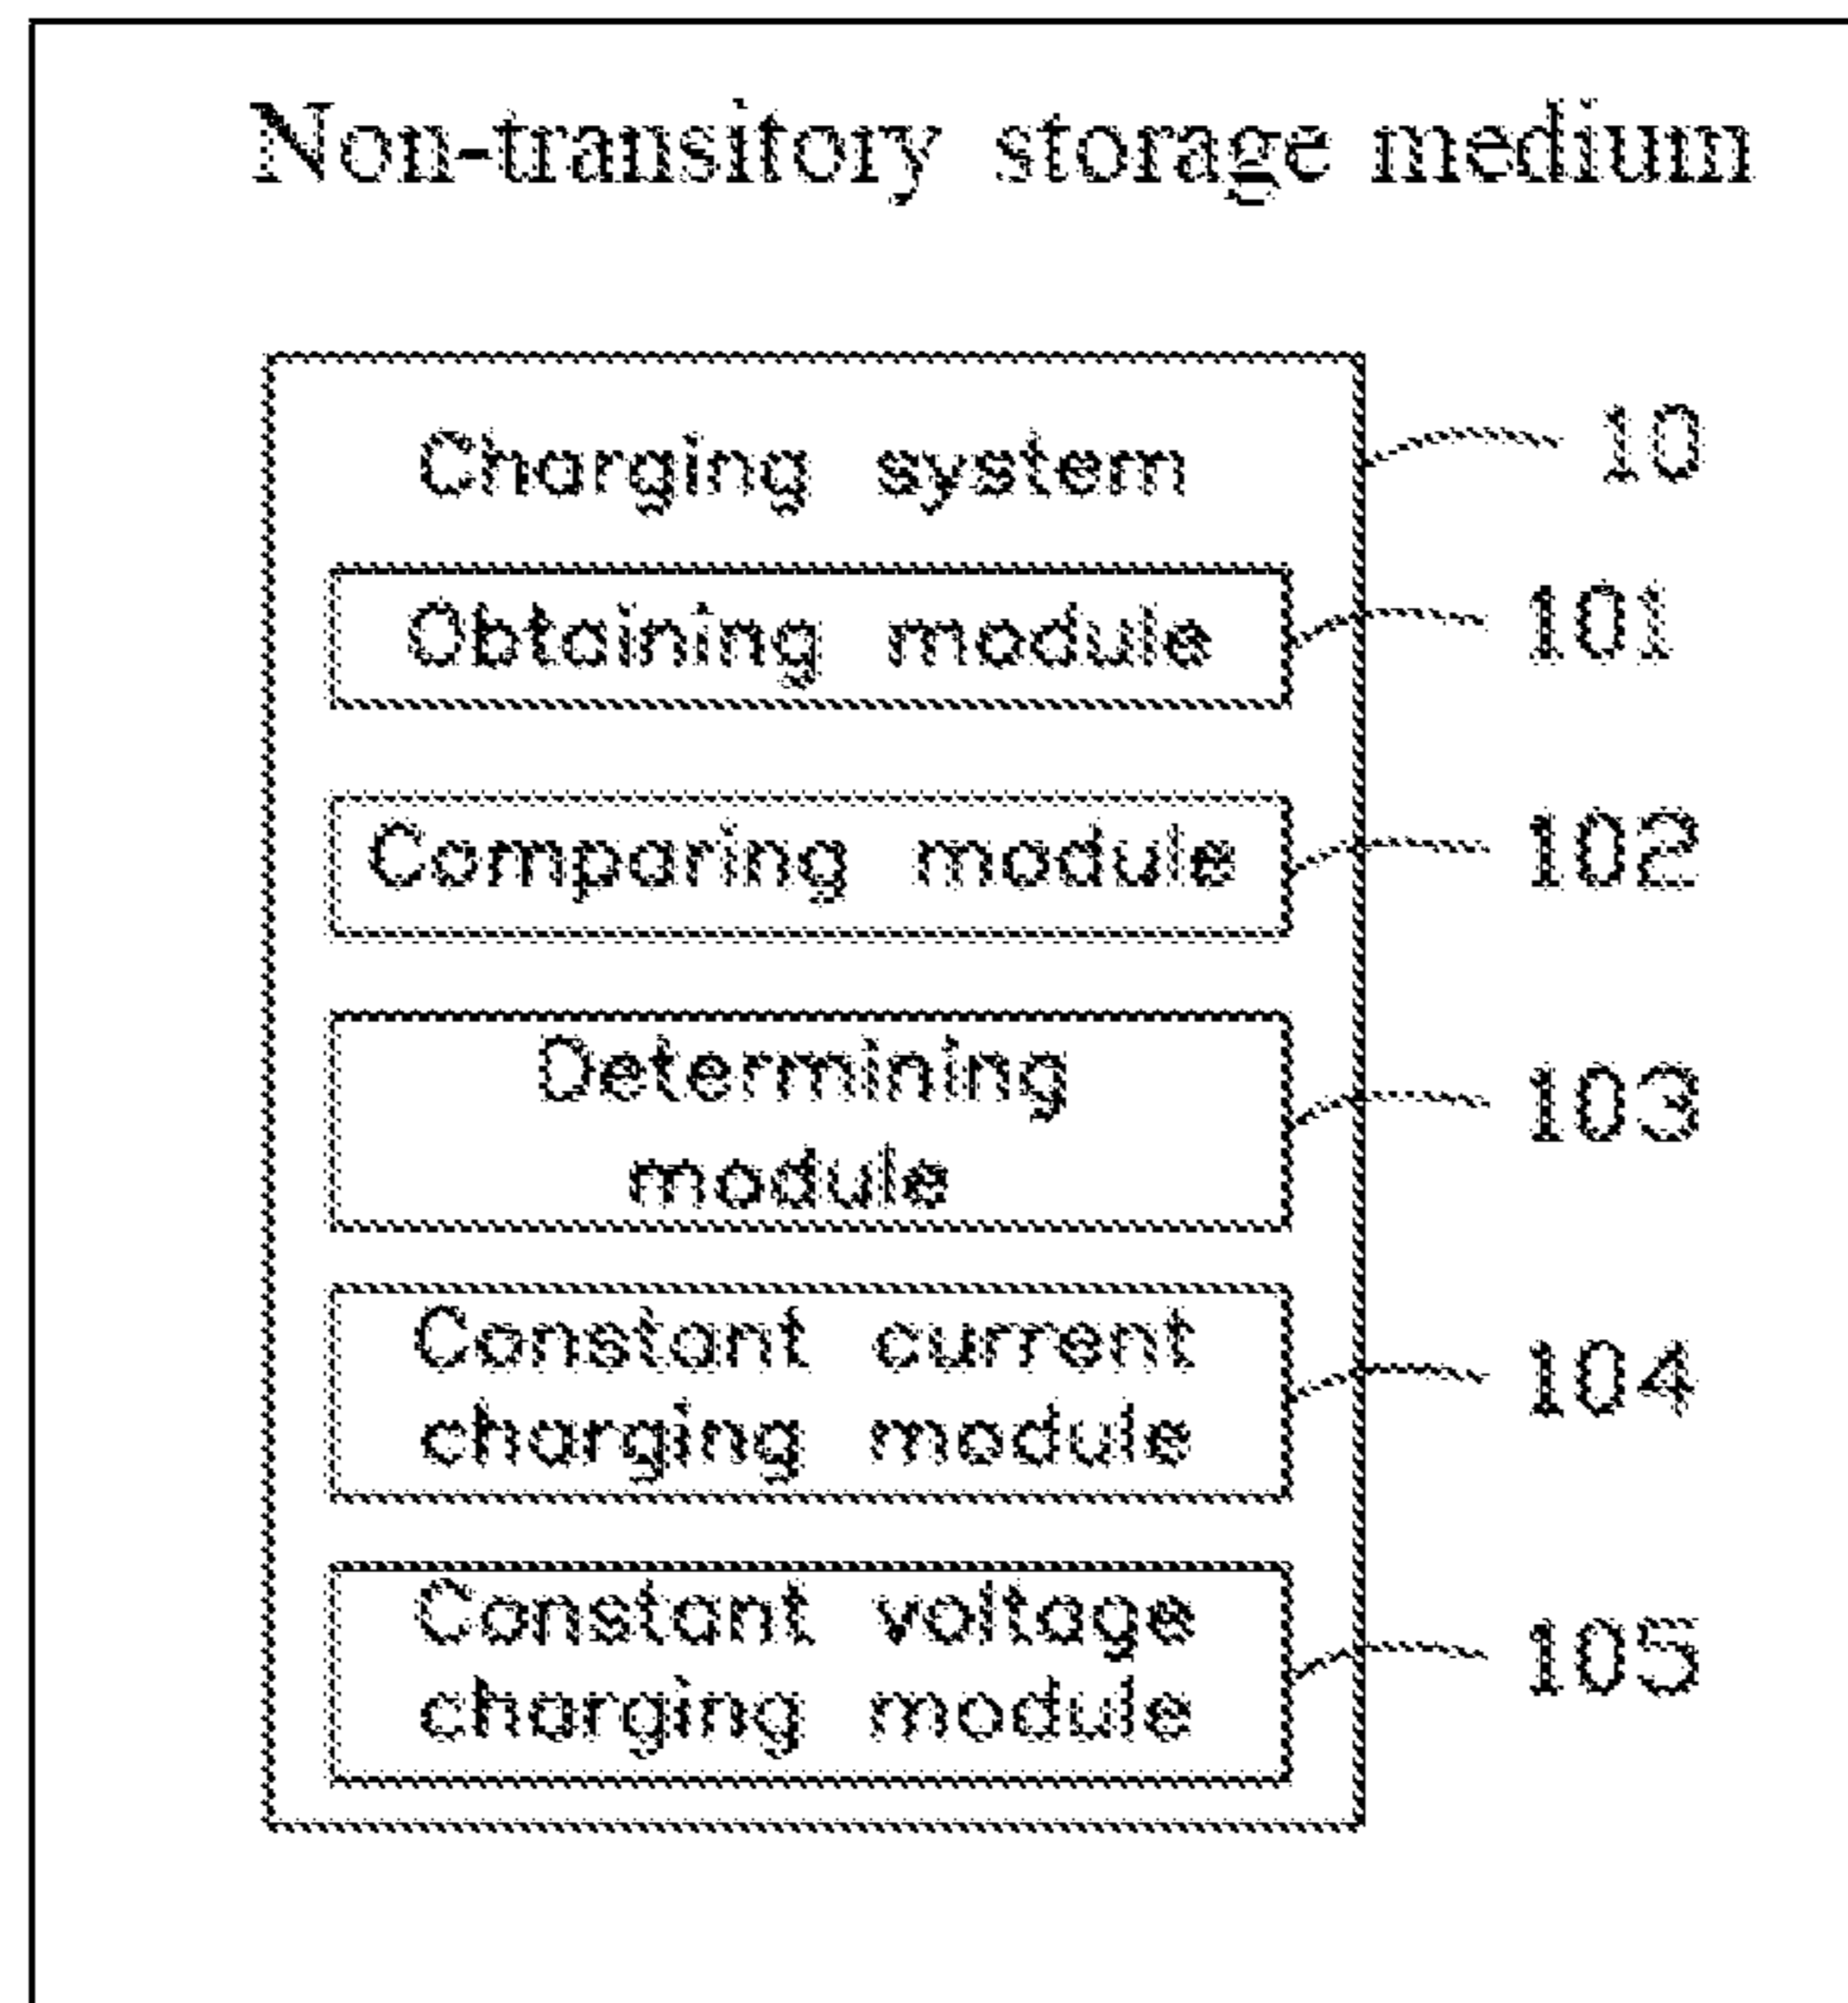 Non-transitory storage medium
Charging system
10
Obtaining module
101
Comparing module
102
Determining
module
103
Constant current
charging module
104
Constant voltage
charging module
105